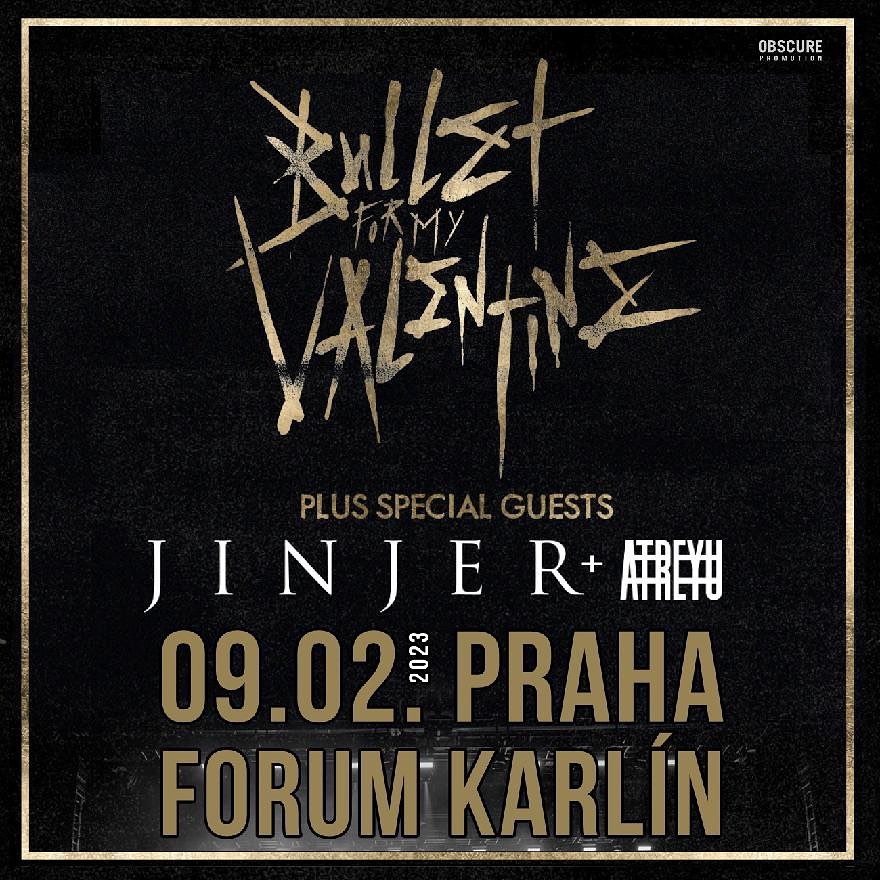 OBSCURE
PROMOTION
BULLET
FOR MY
VALENTINE
PLUS SPECIAL GUESTS
JINJER + ATREYU
09.02. 2023 PRAHA
FORUM KARLÍN